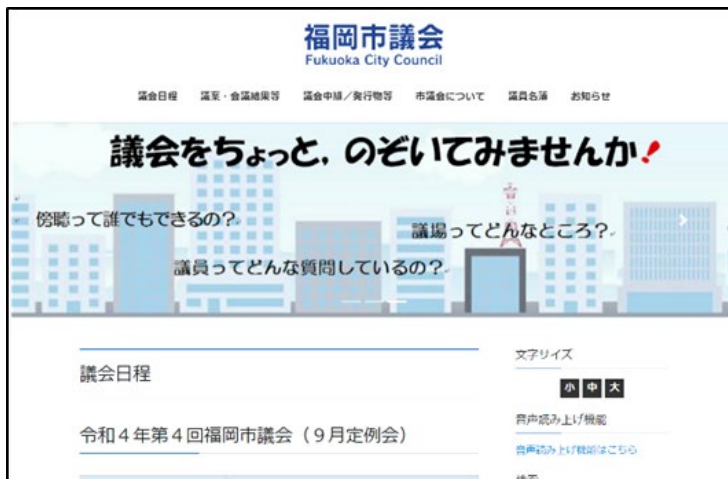 福岡市議会
Fukuoka City Council
議会日程 議案・会議結果等 議会中継／発行物等 市議会について 議員名簿 お知らせ
議会をちょっと，のぞいてみませんか！
傍聴って誰でもできるの？
議場ってどんなところ？
議員ってどんな質問しているの？
議会日程
令和４年第４回福岡市議会（９月定例会）
文字サイズ
小 中 大
音声読み上げ機能
音声読み上げ機能はこちら